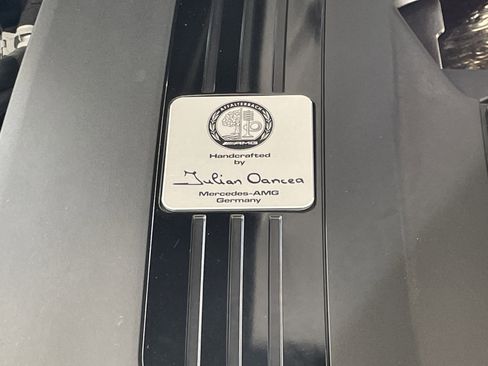 AFFALTERBACH
AMG
Handcrafted
by
Julian Oancea
Mercedes-AMG
Germany